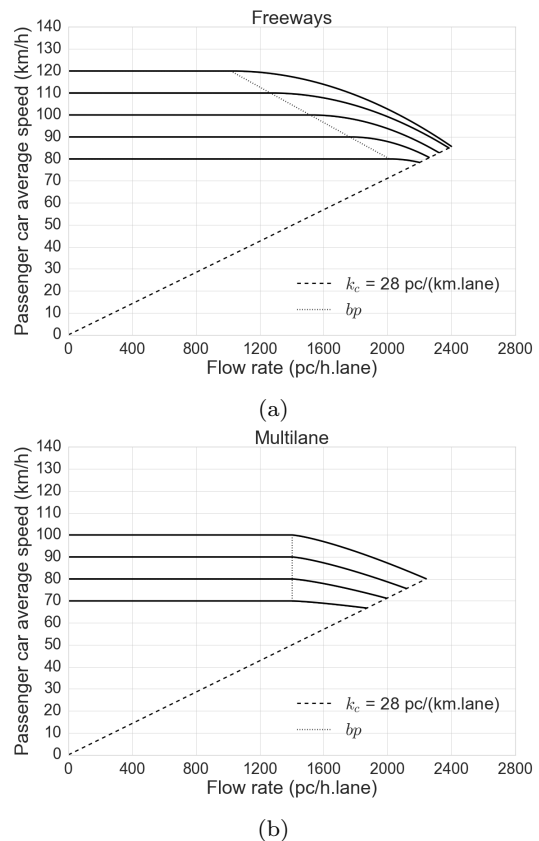 Freeways
Passenger car average speed (km/h)
140
130
120
110
100
90
80
70
60
50
40
30
20
10
0
k_c = 28 pc/(km.lane)
bp
0 400 800 1200 1600 2000 2400 2800
Flow rate (pc/h.lane)
(a)
Multilane
Passenger car average speed (km/h)
140
130
120
110
100
90
80
70
60
50
40
30
20
10
0
k_c = 28 pc/(km.lane)
bp
0 400 800 1200 1600 2000 2400 2800
Flow rate (pc/h.lane)
(b)